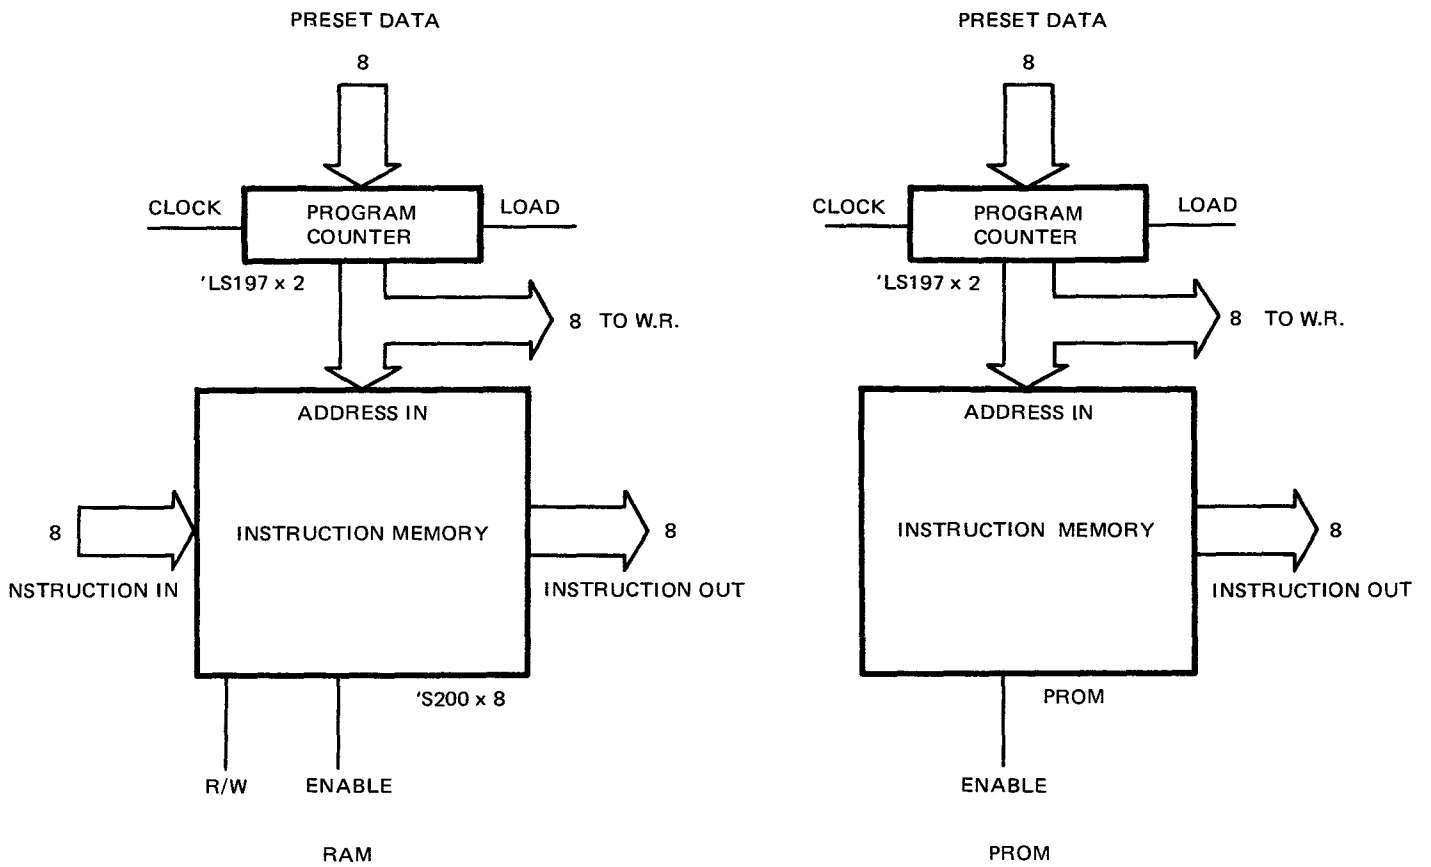 PRESET DATA
8
CLOCK
PROGRAM
COUNTER
LOAD
'LS197 x 2
8 TO W.R.
ADDRESS IN
8
INSTRUCTION MEMORY
8
NSTRUCTION IN
INSTRUCTION OUT
'S200 x 8
R/W
ENABLE
RAM
PRESET DATA
8
CLOCK
PROGRAM
COUNTER
LOAD
'LS197 x 2
8 TO W.R.
ADDRESS IN
INSTRUCTION MEMORY
8
INSTRUCTION OUT
PROM
ENABLE
PROM